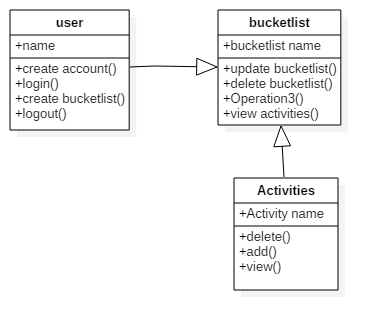 user
+name
+create account()
+login()
+create bucketlist()
+logout()
bucketlist
+bucketlist name
+update bucketlist()
+delete bucketlist()
+Operation3()
+view activities()
Activities
+Activity name
+delete()
+add()
+view()